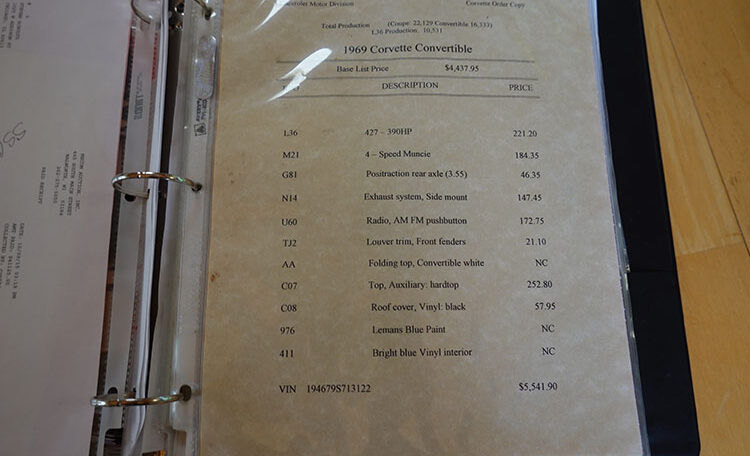 Chevrolet Motor Division Corvette Order Copy
Total Production (Coupe 22,129 Convertible 16,333)
L36 Production 10,531
1969 Corvette Convertible
Base List Price $4,437.95
DESCRIPTION PRICE
L36 427 – 390HP 221.20
M21 4 – Speed Muncie 184.35
G81 Positraction rear axle (3.55) 46.35
N14 Exhaust system, Side mount 147.45
U60 Radio, AM FM pushbutton 172.75
TJ2 Louver trim, Front fenders 21.10
AA Folding top, Convertible white NC
C07 Top, Auxiliary: hardtop 252.80
C08 Roof cover, Vinyl: black 57.95
976 Lemans Blue Paint NC
411 Bright blue Vinyl interior NC
VIN 194679S713122 $5,541.90
PAID RECEIPT